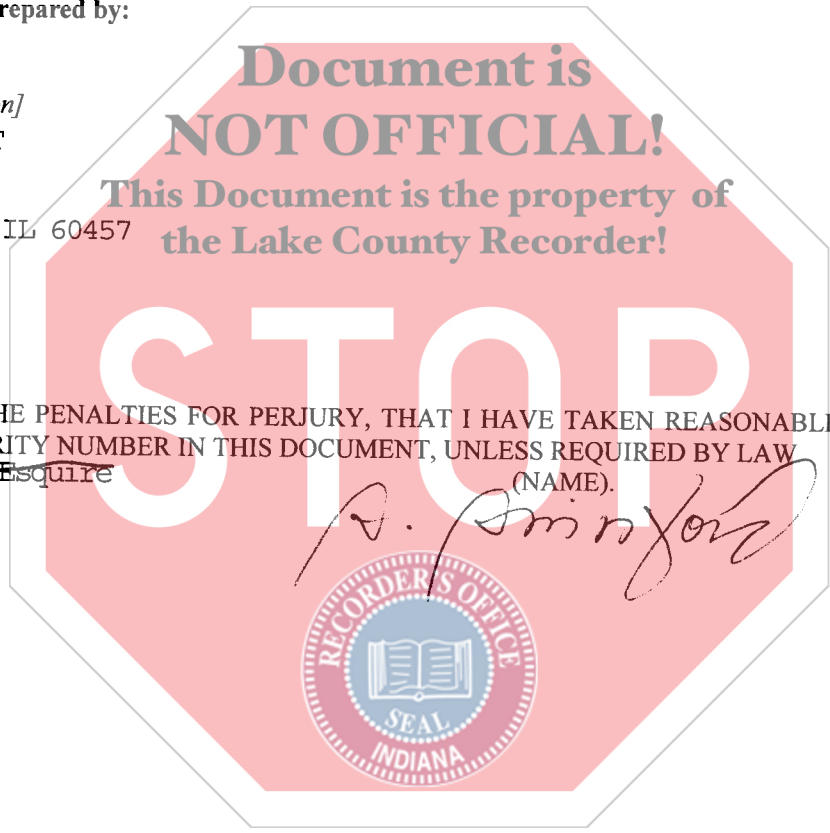 repared by:
Document is
n]
NOT OFFICIAL!
This Document is the property of
IL 60457
the Lake County Recorder!
STOP
HE PENALTIES FOR PERJURY, THAT I HAVE TAKEN REASONABL
RITY NUMBER IN THIS DOCUMENT, UNLESS REQUIRED BY LAW
Esquire
(NAME).
RECORDER'S OFFICE
SEAL
INDIANA